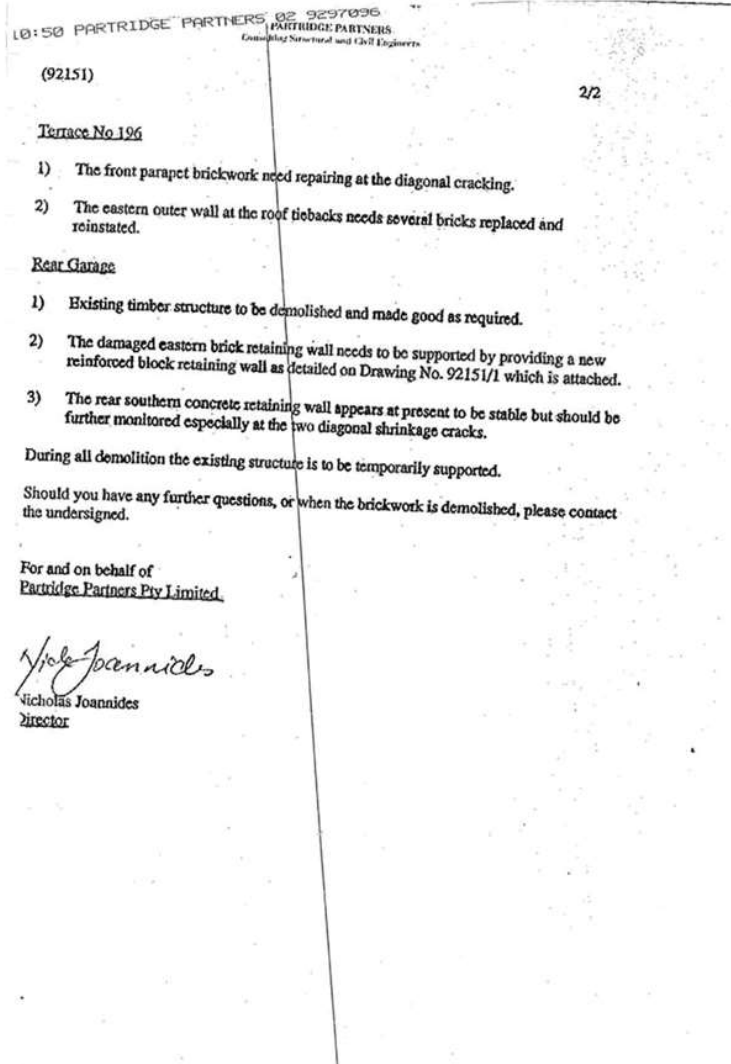 10:50 PARTRIDGE PARTNERS 02 9297096
PARTRIDGE PARTNERS
Consulting Structural and Civil Engineers
(92151)
2/2
Terrace No 196
1) The front parapet brickwork need repairing at the diagonal cracking.
2) The eastern outer wall at the roof tiebacks needs several bricks replaced and
reinstated.
Rear Garage
1) Existing timber structure to be demolished and made good as required.
2) The damaged eastern brick retaining wall needs to be supported by providing a new
reinforced block retaining wall as detailed on Drawing No. 92151/1 which is attached.
3) The rear southern concrete retaining wall appears at present to be stable but should be
further monitored especially at the two diagonal shrinkage cracks.
During all demolition the existing structure is to be temporarily supported.
Should you have any further questions, or when the brickwork is demolished, please contact
the undersigned.
For and on behalf of
Partridge Partners Pty Limited
Nick Joannides
Nicholas Joannides
Director